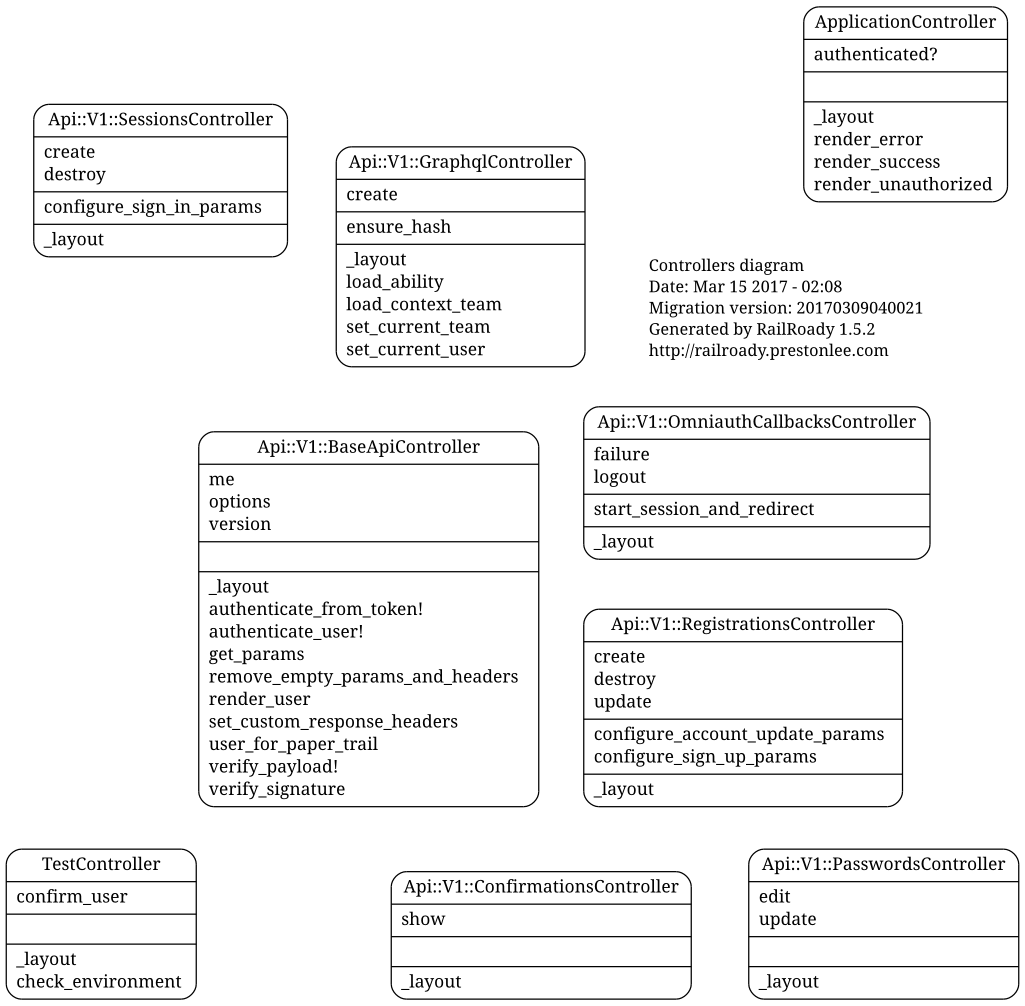 ApplicationController
authenticated?
_layout
render_error
render_success
render_unauthorized
Api::V1::SessionsController
create
destroy
configure_sign_in_params
_layout
Api::V1::GraphqlController
create
ensure_hash
_layout
load_ability
load_context_team
set_current_team
set_current_user
Controllers diagram
Date: Mar 15 2017 - 02:08
Migration version: 20170309040021
Generated by RailRoady 1.5.2
http://railroady.prestonlee.com
Api::V1::BaseApiController
me
options
version
_layout
authenticate_from_token!
authenticate_user!
get_params
remove_empty_params_and_headers
render_user
set_custom_response_headers
user_for_paper_trail
verify_payload!
verify_signature
Api::V1::OmniauthCallbacksController
failure
logout
start_session_and_redirect
_layout
Api::V1::RegistrationsController
create
destroy
update
configure_account_update_params
configure_sign_up_params
_layout
TestController
confirm_user
_layout
check_environment
Api::V1::ConfirmationsController
show
_layout
Api::V1::PasswordsController
edit
update
_layout